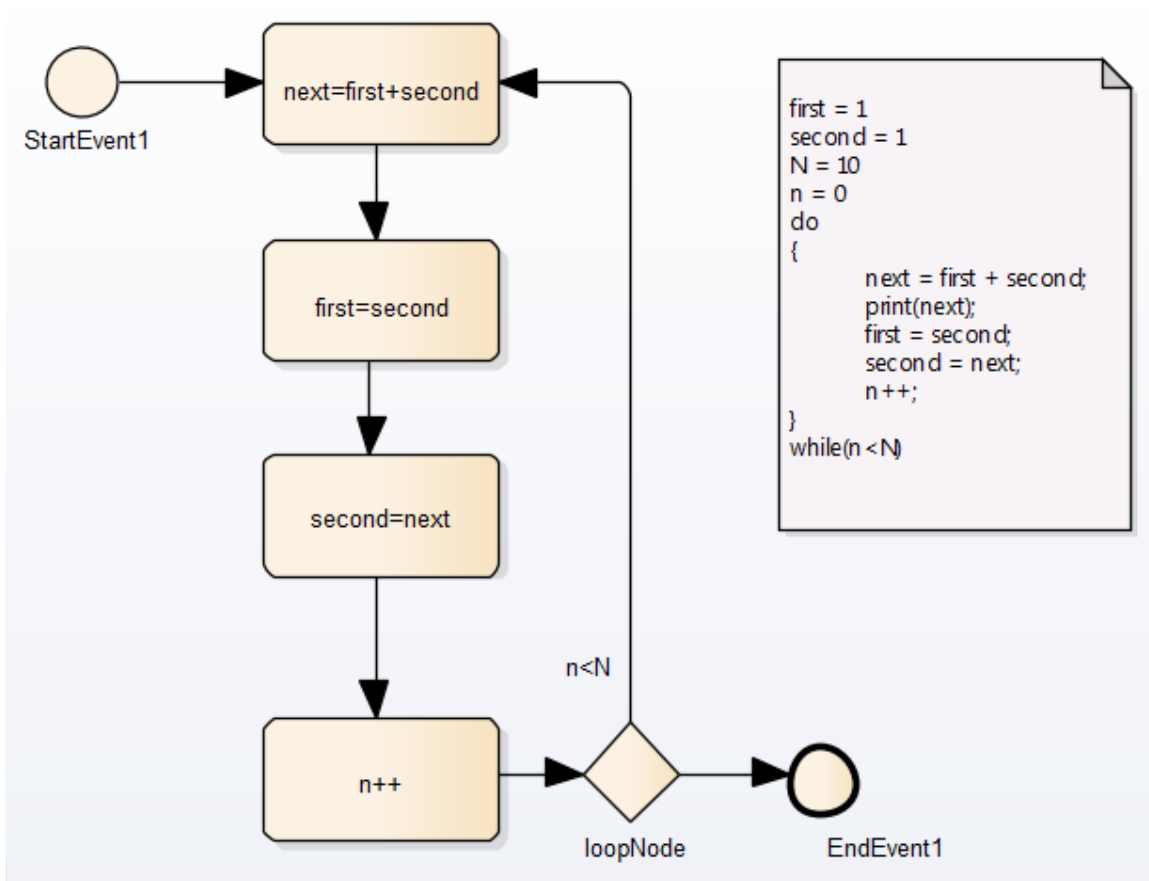 next=first+second
StartEvent1
first=second
second=next
n<N
n++
loopNode
EndEvent1
first = 1
second = 1
N = 10
n = 0
do
{
next = first + second;
print(next);
first = second;
second = next;
n++;
}
while(n<N)